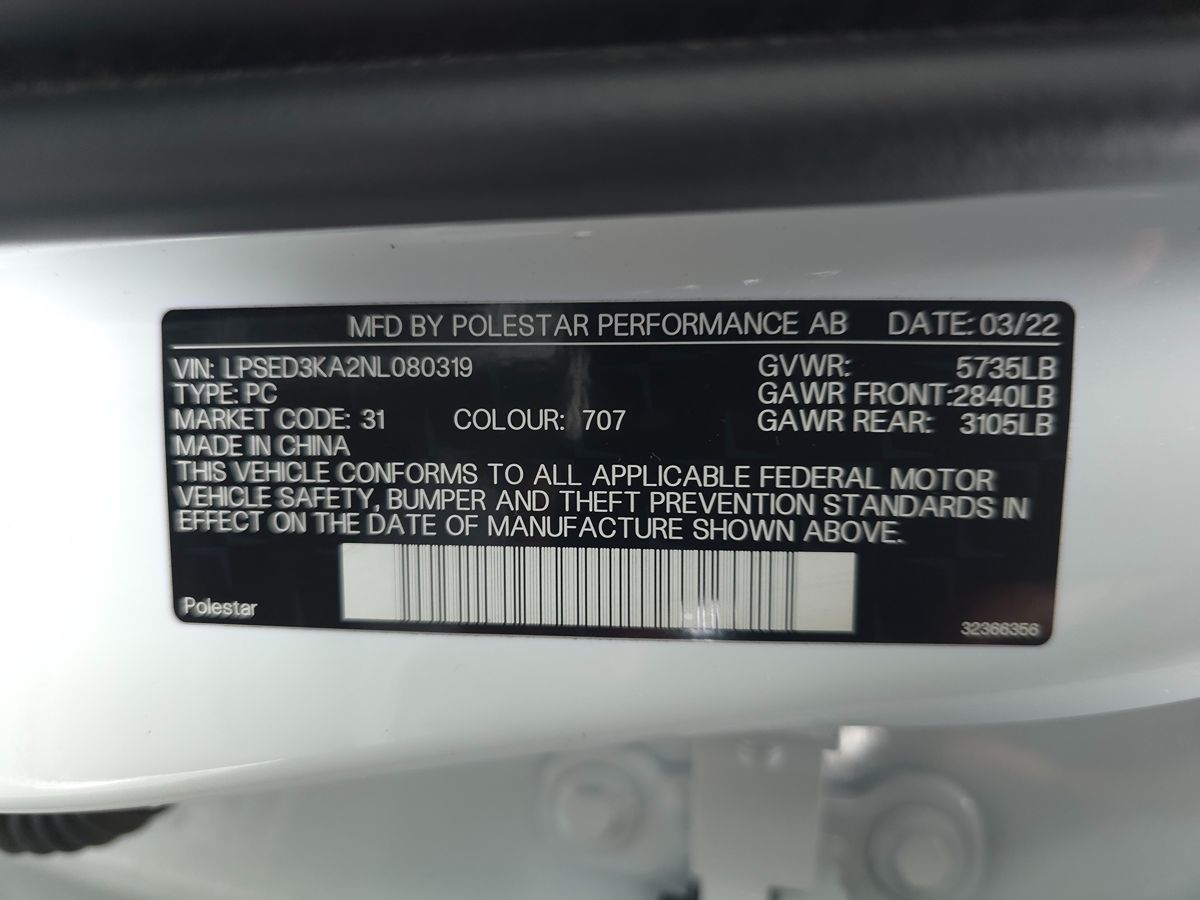 MFD BY POLESTAR PERFORMANCE AB DATE: 03/22
VIN: LPSED3KA2NL080319 GVWR: 5735LB
TYPE: PC GAWR FRONT:2840LB
MARKET CODE: 31 COLOUR: 707 GAWR REAR: 3105LB
MADE IN CHINA
THIS VEHICLE CONFORMS TO ALL APPLICABLE FEDERAL MOTOR
VEHICLE SAFETY, BUMPER AND THEFT PREVENTION STANDARDS IN
EFFECT ON THE DATE OF MANUFACTURE SHOWN ABOVE.
Polestar 32366356